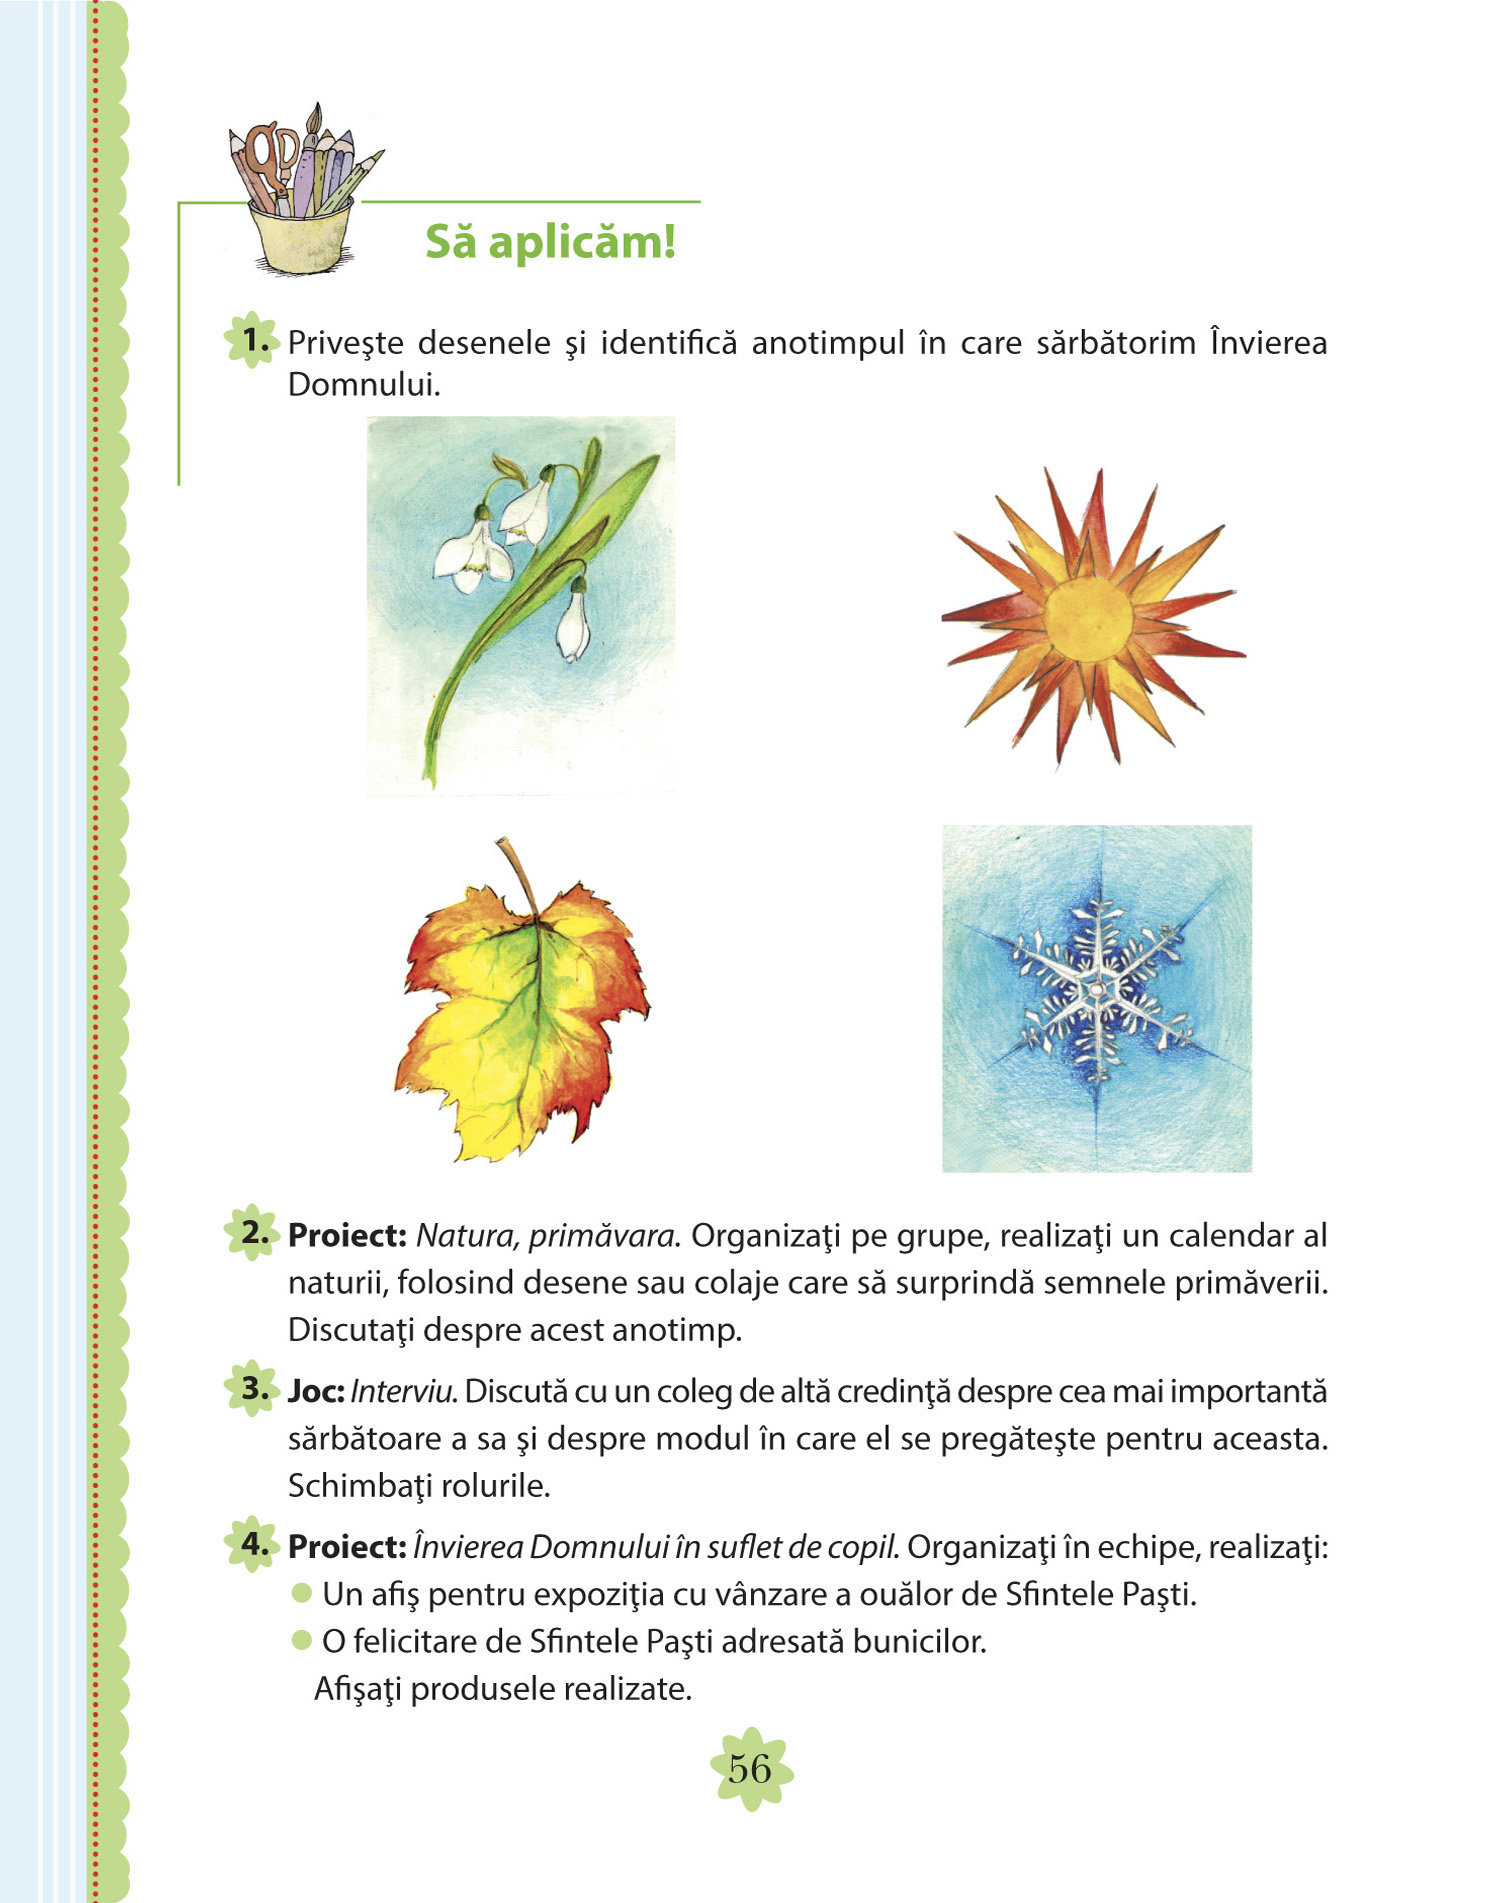 Să aplicăm!
1. Priveşte desenele şi identifică anotimpul în care sărbătorim Învierea
Domnului.
2. Proiect: Natura, primăvara. Organizaţi pe grupe, realizaţi un calendar al
naturii, folosind desene sau colaje care să surprindă semnele primăverii.
Discutaţi despre acest anotimp.
3. Joc: Interviu. Discută cu un coleg de altă credinţă despre cea mai importantă
sărbătoare a sa şi despre modul în care el se pregăteşte pentru aceasta.
Schimbaţi rolurile.
4. Proiect: Învierea Domnului în suflet de copil. Organizaţi în echipe, realizaţi:
● Un afiş pentru expoziţia cu vânzare a ouălor de Sfintele Paşti.
● O felicitare de Sfintele Paşti adresată bunicilor.
Afişaţi produsele realizate.
56